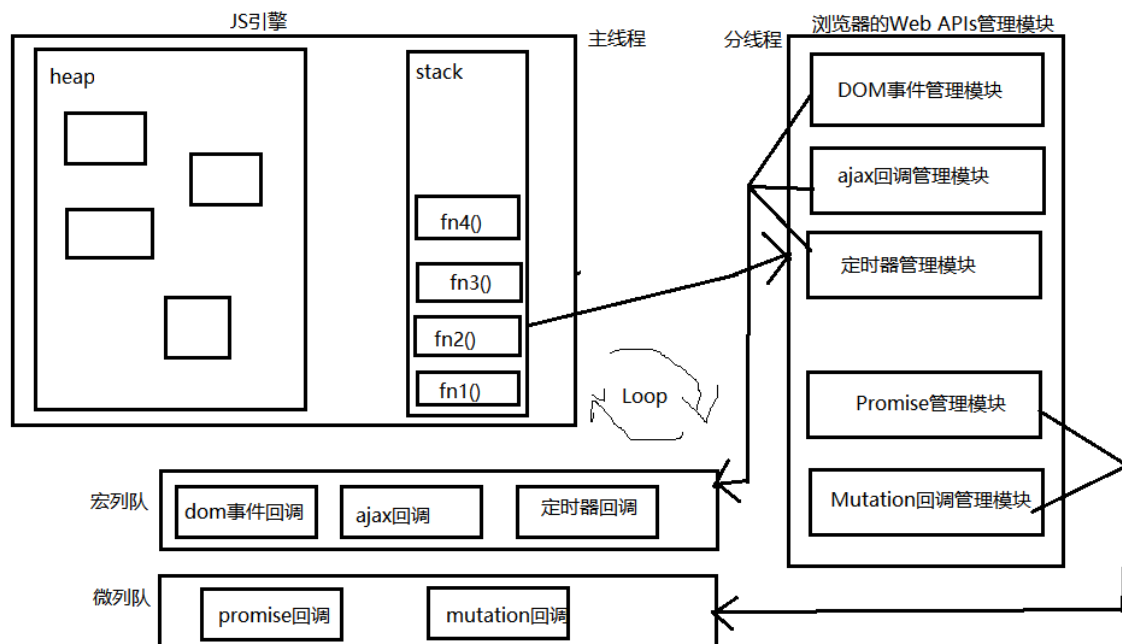 JS引擎
主线程
分线程
浏览器的Web APIs管理模块
heap
stack
fn4()
fn3()
fn2()
fn1()
Loop
DOM事件管理模块
ajax回调管理模块
定时器管理模块
Promise管理模块
Mutation回调管理模块
宏列队
dom事件回调
ajax回调
定时器回调
微列队
promise回调
mutation回调